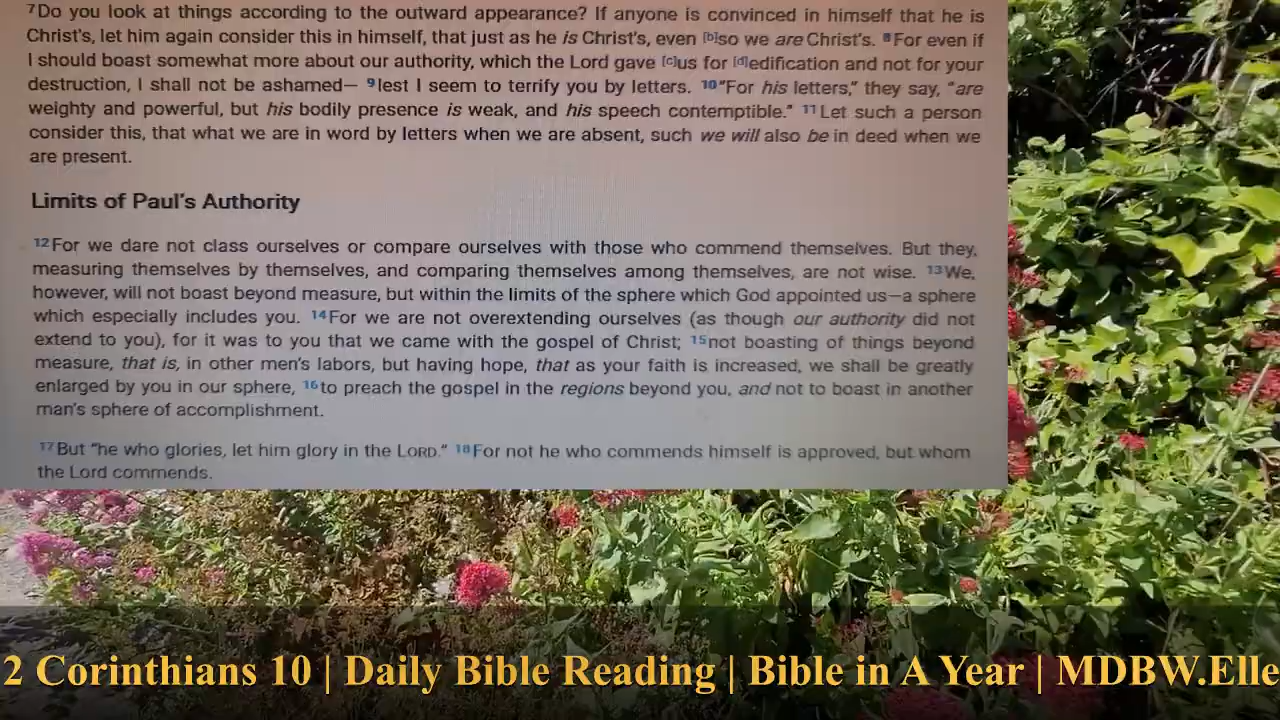 7Do you look at things according to the outward appearance? If anyone is convinced in himself that he is
Christ's, let him again consider this in himself, that just as he is Christ's, even [b]so we are Christ's. 8For even if
I should boast somewhat more about our authority, which the Lord gave [c]us for [d]edification and not for your
destruction, I shall not be ashamed— 9lest I seem to terrify you by letters. 10"For his letters," they say, "are
weighty and powerful, but his bodily presence is weak, and his speech contemptible." 11Let such a person
consider this, that what we are in word by letters when we are absent, such we will also be in deed when we
are present.
Limits of Paul's Authority
12For we dare not class ourselves or compare ourselves with those who commend themselves. But they,
measuring themselves by themselves, and comparing themselves among themselves, are not wise. 13We,
however, will not boast beyond measure, but within the limits of the sphere which God appointed us—a sphere
which especially includes you. 14For we are not overextending ourselves (as though our authority did not
extend to you), for it was to you that we came with the gospel of Christ; 15not boasting of things beyond
measure, that is, in other men's labors, but having hope, that as your faith is increased, we shall be greatly
enlarged by you in our sphere, 16to preach the gospel in the regions beyond you, and not to boast in another
man's sphere of accomplishment.
17But "he who glories, let him glory in the LORD." 18For not he who commends himself is approved, but whom
the Lord commends.
2 Corinthians 10 | Daily Bible Reading | Bible in A Year | MDBW.Elle